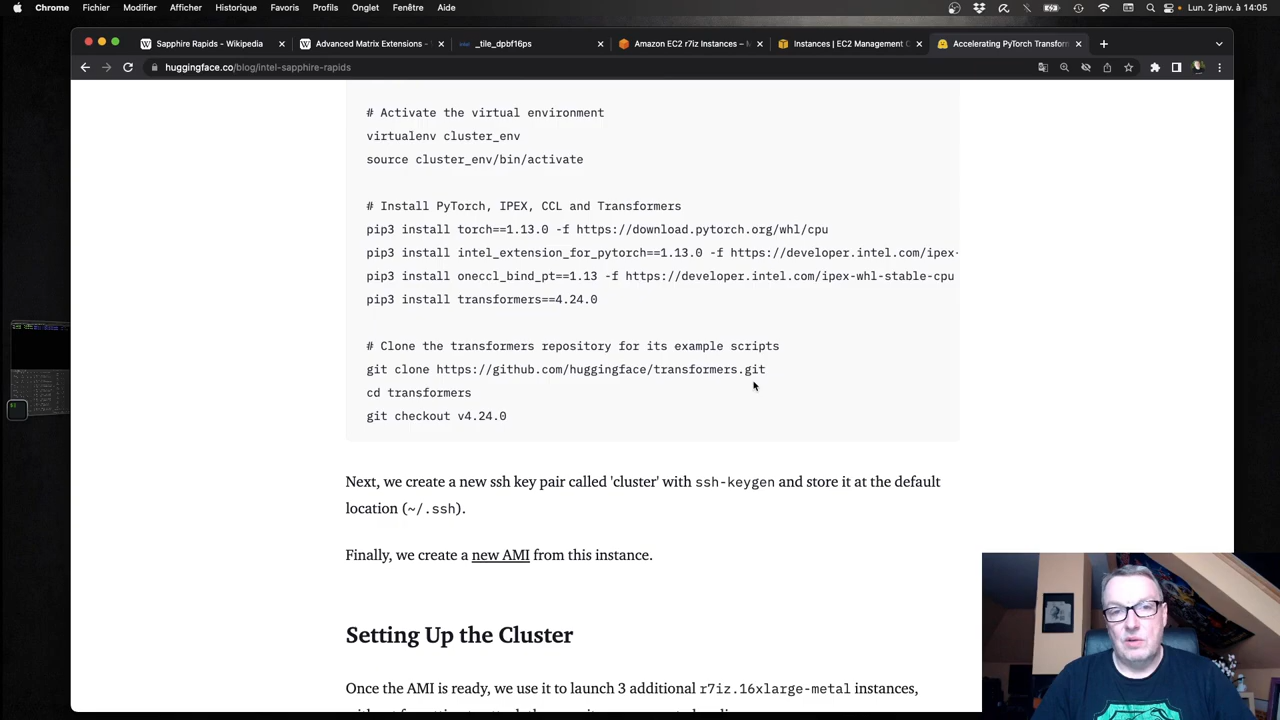 Chrome Fichier Modifier Afficher Historique Favoris Profils Onglet Fenêtre Aide Lun. 2 janv. à 14:05
Sapphire Rapids - Wikipedia
Advanced Matrix Extensions -
_tile_dpbf16ps
Amazon EC2 r7iz Instances –
Instances | EC2 Management
Accelerating PyTorch Transform
huggingface.co/blog/intel-sapphire-rapids
# Activate the virtual environment
virtualenv cluster_env
source cluster_env/bin/activate
# Install PyTorch, IPEX, CCL and Transformers
pip3 install torch==1.13.0 -f https://download.pytorch.org/whl/cpu
pip3 install intel_extension_for_pytorch==1.13.0 -f https://developer.intel.com/ipex-
pip3 install oneccl_bind_pt==1.13 -f https://developer.intel.com/ipex-whl-stable-cpu
pip3 install transformers==4.24.0
# Clone the transformers repository for its example scripts
git clone https://github.com/huggingface/transformers.git
cd transformers
git checkout v4.24.0
Next, we create a new ssh key pair called 'cluster' with ssh-keygen and store it at the default
location (~/.ssh).
Finally, we create a new AMI from this instance.
Setting Up the Cluster
Once the AMI is ready, we use it to launch 3 additional r7iz.16xlarge-metal instances,